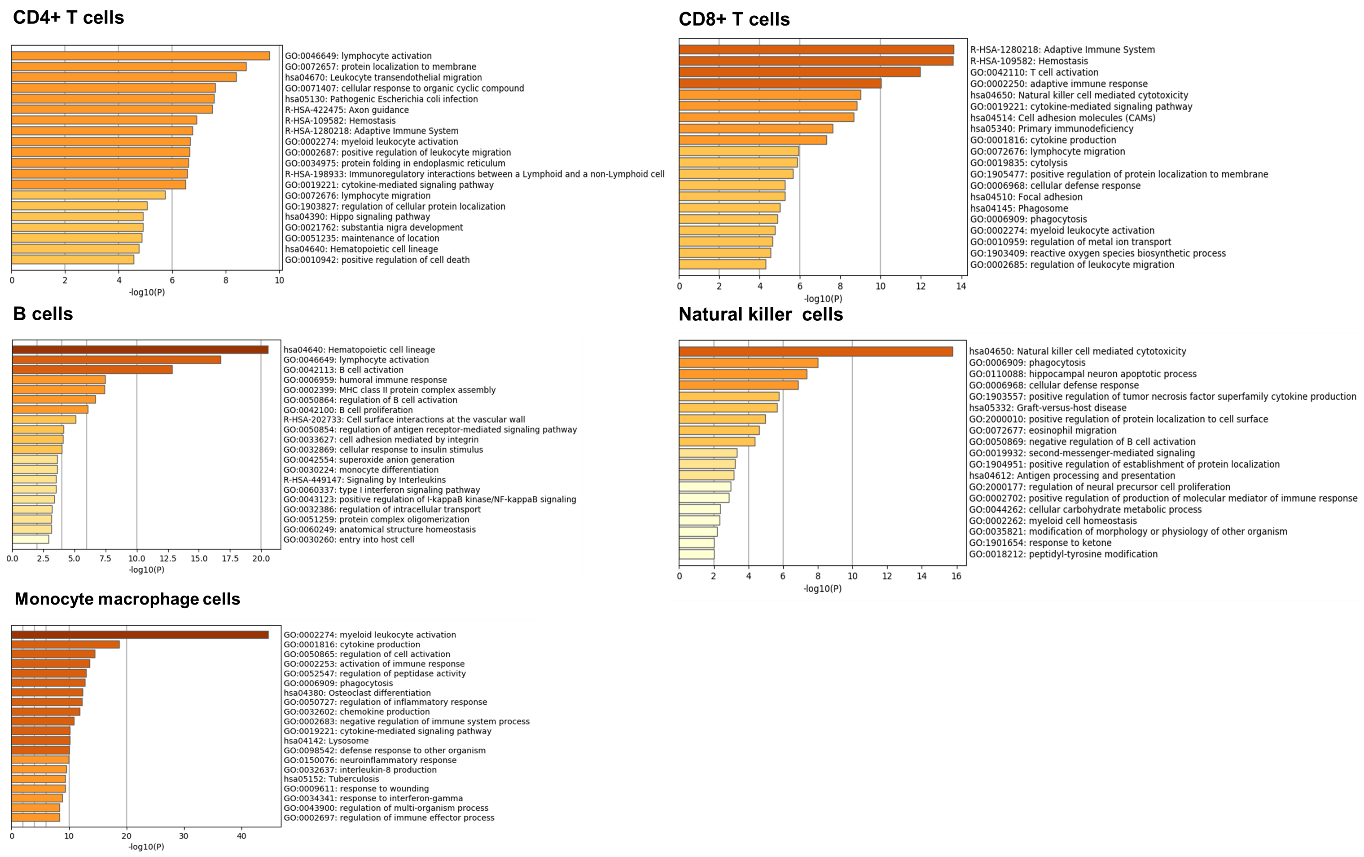 CD4+ T cells
GO:0046649: lymphocyte activation
GO:0072657: protein localization to membrane
hsa04670: Leukocyte transendothelial migration
GO:0071407: cellular response to organic cyclic compound
hsa05130: Pathogenic Escherichia coli infection
R-HSA-422475: Axon guidance
R-HSA-109582: Hemostasis
R-HSA-1280218: Adaptive Immune System
GO:0002274: myeloid leukocyte activation
GO:0002687: positive regulation of leukocyte migration
GO:0034975: protein folding in endoplasmic reticulum
R-HSA-198933: Immunoregulatory interactions between a Lymphoid and a non-Lymphoid cell
GO:0019221: cytokine-mediated signaling pathway
GO:0072676: lymphocyte migration
GO:1903827: regulation of cellular protein localization
hsa04390: Hippo signaling pathway
GO:0021762: substantia nigra development
GO:0051235: maintenance of location
hsa04640: Hematopoietic cell lineage
GO:0010942: positive regulation of cell death
0 2 4 6 8 10
-log10(P)
CD8+ T cells
R-HSA-1280218: Adaptive Immune System
R-HSA-109582: Hemostasis
GO:0042110: T cell activation
GO:0002250: adaptive immune response
hsa04650: Natural killer cell mediated cytotoxicity
GO:0019221: cytokine-mediated signaling pathway
hsa04514: Cell adhesion molecules (CAMs)
hsa05340: Primary immunodeficiency
GO:0001816: cytokine production
GO:0072676: lymphocyte migration
GO:0019835: cytolysis
GO:1905477: positive regulation of protein localization to membrane
GO:0006968: cellular defense response
hsa04510: Focal adhesion
hsa04145: Phagosome
GO:0006909: phagocytosis
GO:0002274: myeloid leukocyte activation
GO:0010959: regulation of metal ion transport
GO:1903409: reactive oxygen species biosynthetic process
GO:0002685: regulation of leukocyte migration
0 2 4 6 8 10 12 14
-log10(P)
B cells
hsa04640: Hematopoietic cell lineage
GO:0046649: lymphocyte activation
GO:0042113: B cell activation
GO:0006959: humoral immune response
GO:0002399: MHC class II protein complex assembly
GO:0050864: regulation of B cell activation
GO:0042100: B cell proliferation
R-HSA-202733: Cell surface interactions at the vascular wall
GO:0050854: regulation of antigen receptor-mediated signaling pathway
GO:0033627: cell adhesion mediated by integrin
GO:0032869: cellular response to insulin stimulus
GO:0042554: superoxide anion generation
GO:0030224: monocyte differentiation
R-HSA-449147: Signaling by Interleukins
GO:0060337: type I interferon signaling pathway
GO:0043123: positive regulation of I-kappaB kinase/NF-kappaB signaling
GO:0032386: regulation of intracellular transport
GO:0051259: protein complex oligomerization
GO:0060249: anatomical structure homeostasis
GO:0030260: entry into host cell
0.0 2.5 5.0 7.5 10.0 12.5 15.0 17.5 20.0
-log10(P)
Natural killer cells
hsa04650: Natural killer cell mediated cytotoxicity
GO:0006909: phagocytosis
GO:0110088: hippocampal neuron apoptotic process
GO:0006968: cellular defense response
GO:1903557: positive regulation of tumor necrosis factor superfamily cytokine production
hsa05332: Graft-versus-host disease
GO:2000010: positive regulation of protein localization to cell surface
GO:0072677: eosinophil migration
GO:0050869: negative regulation of B cell activation
GO:0019932: second-messenger-mediated signaling
GO:1904951: positive regulation of establishment of protein localization
hsa04612: Antigen processing and presentation
GO:2000177: regulation of neural precursor cell proliferation
GO:0002702: positive regulation of production of molecular mediator of immune response
GO:0044262: cellular carbohydrate metabolic process
GO:0002262: myeloid cell homeostasis
GO:0035821: modification of morphology or physiology of other organism
GO:1901654: response to ketone
GO:0018212: peptidyl-tyrosine modification
0 2 4 6 8 10 12 14 16
-log10(P)
Monocyte macrophage cells
GO:0002274: myeloid leukocyte activation
GO:0001816: cytokine production
GO:0050865: regulation of cell activation
GO:0002253: activation of immune response
GO:0052547: regulation of peptidase activity
GO:0006909: phagocytosis
hsa04380: Osteoclast differentiation
GO:0050727: regulation of inflammatory response
GO:0032602: chemokine production
GO:0002683: negative regulation of immune system process
GO:0019221: cytokine-mediated signaling pathway
hsa04142: Lysosome
GO:0098542: defense response to other organism
GO:0150076: neuroinflammatory response
GO:0032637: interleukin-8 production
hsa05152: Tuberculosis
GO:0009611: response to wounding
GO:0034341: response to interferon-gamma
GO:0043900: regulation of multi-organism process
GO:0002697: regulation of immune effector process
0 10 20 30 40
-log10(P)